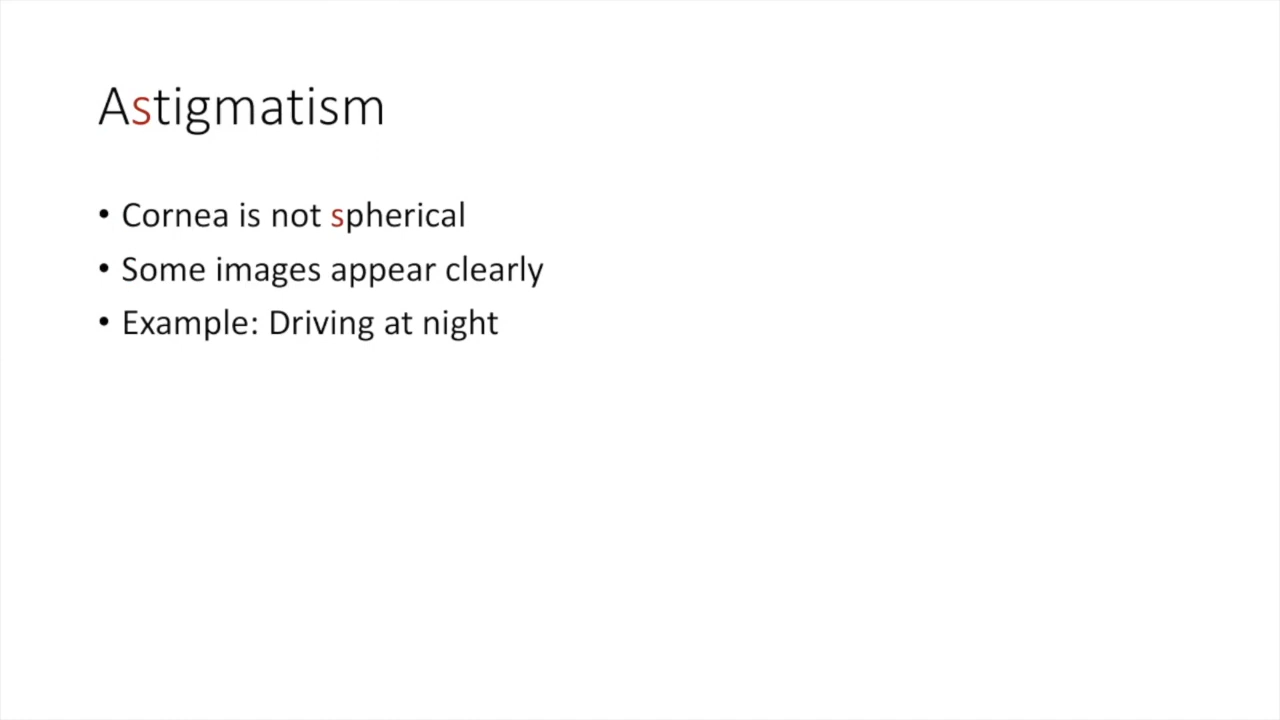 Astigmatism
• Cornea is not spherical
• Some images appear clearly
• Example: Driving at night